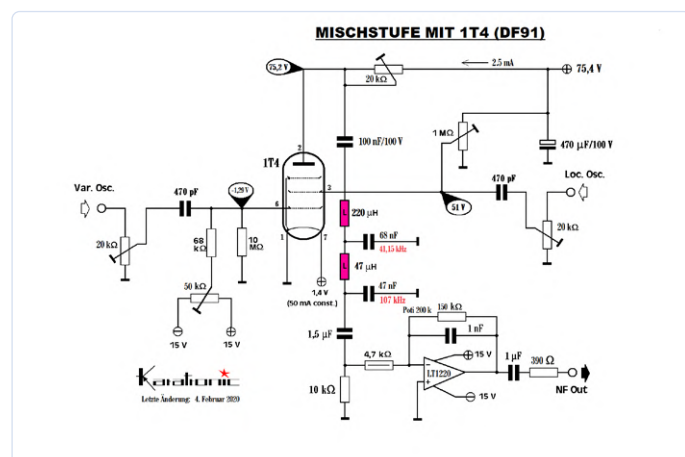 MISCHSTUFE MIT 1T4 (DF91)
75,2 V
2.5 mA
75,4 V
20 kΩ
1 MΩ
100 nF/100 V
470 µF/100 V
2
1T4
Var. Osc.
470 pF
-1,29 V
6
3
51 V
470 pF
Loc. Osc.
220 µH
20 kΩ
68 kΩ
10 MΩ
1
7
68 nF
41,15 kHz
20 kΩ
47 µH
50 kΩ
1,4 V
(50 mA const.)
47 nF
107 kHz
15 V
15 V
Poti 200 k
150 kΩ
1 nF
1,5 µF
4,7 kΩ
15 V
1 µF
390 Ω
LT1220
10 kΩ
15 V
NF Out
Karatronic
Letzte Änderung: 4. Februar 2020